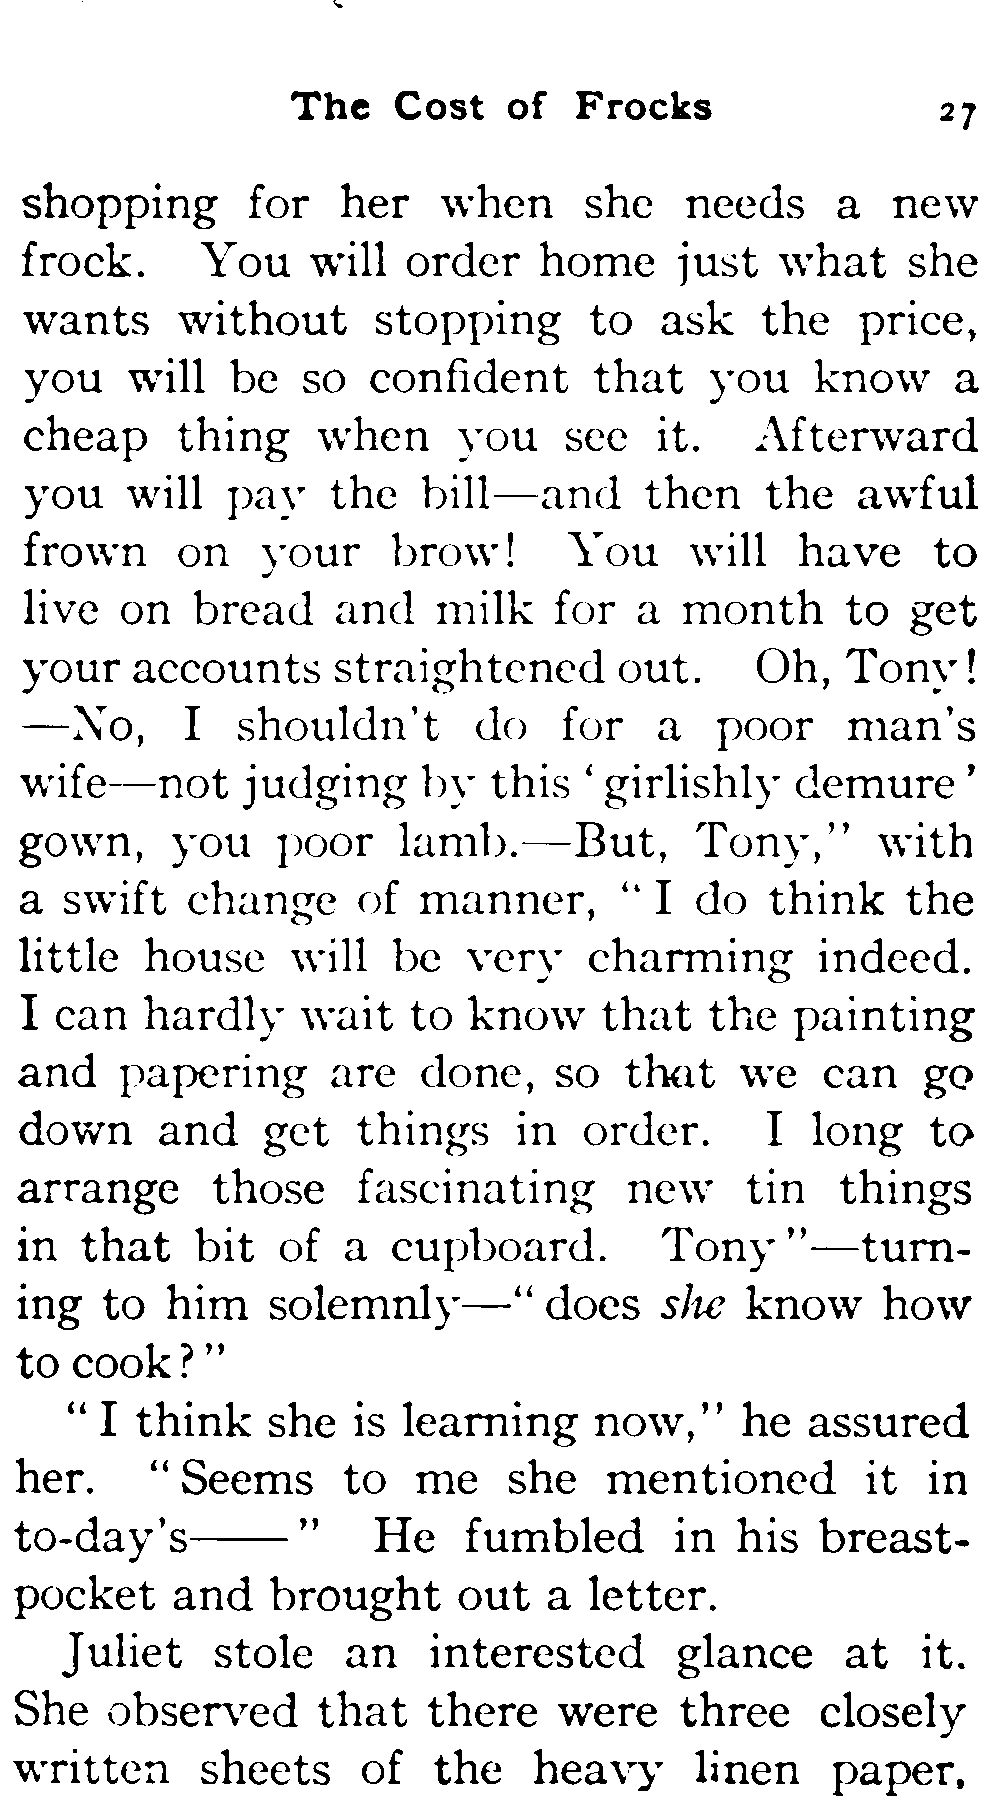 The Cost of Frocks 27
shopping for her when she needs a new
frock. You will order home just what she
wants without stopping to ask the price,
you will be so confident that you know a
cheap thing when you see it. Afterward
you will pay the bill—and then the awful
frown on your brow! You will have to
live on bread and milk for a month to get
your accounts straightened out. Oh, Tony!
—No, I shouldn't do for a poor man's
wife—not judging by this ‘girlishly demure’
gown, you poor lamb.—But, Tony,” with
a swift change of manner, “I do think the
little house will be very charming indeed.
I can hardly wait to know that the painting
and papering are done, so that we can go
down and get things in order. I long to
arrange those fascinating new tin things
in that bit of a cupboard. Tony”—turn-
ing to him solemnly—“does she know how
to cook?”
“I think she is learning now,” he assured
her. “Seems to me she mentioned it in
to-day's——” He fumbled in his breast-
pocket and brought out a letter.
Juliet stole an interested glance at it.
She observed that there were three closely
written sheets of the heavy linen paper,